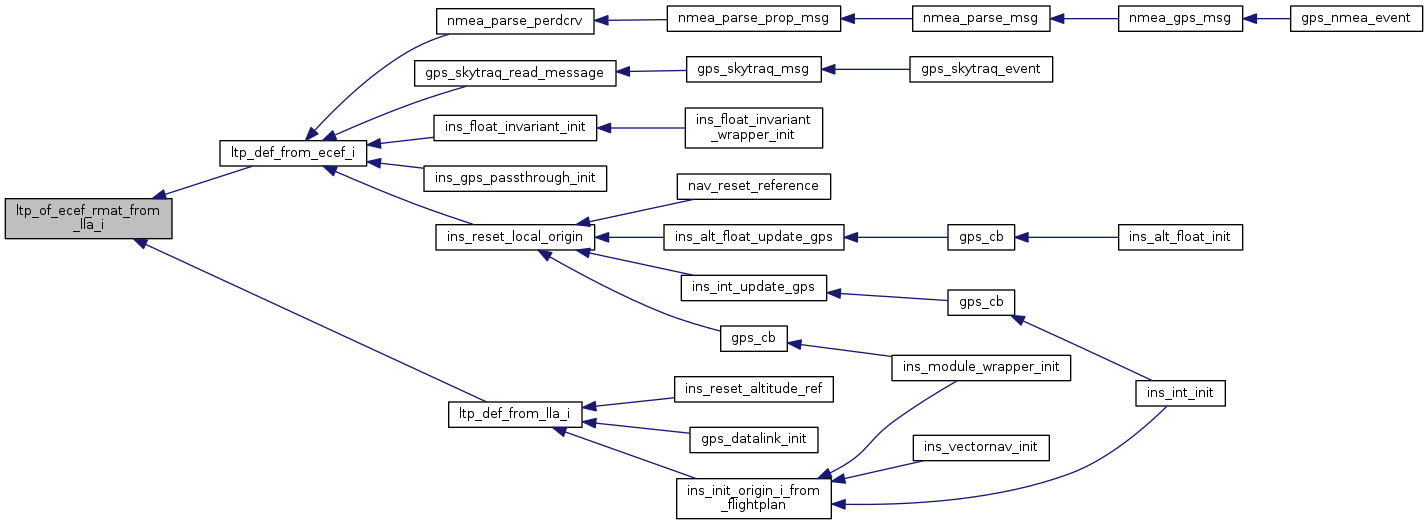 nmea_parse_perdcrv
nmea_parse_prop_msg
nmea_parse_msg
nmea_gps_msg
gps_nmea_event
gps_skytraq_read_message
gps_skytraq_msg
gps_skytraq_event
ins_float_invariant_init
ins_float_invariant
_wrapper_init
ltp_def_from_ecef_i
ins_gps_passthrough_init
nav_reset_reference
ltp_of_ecef_rmat_from
_lla_i
ins_reset_local_origin
ins_alt_float_update_gps
gps_cb
ins_alt_float_init
ins_int_update_gps
gps_cb
gps_cb
ins_module_wrapper_init
ins_reset_altitude_ref
ins_int_init
ltp_def_from_lla_i
gps_datalink_init
ins_vectornav_init
ins_init_origin_i_from
_flightplan